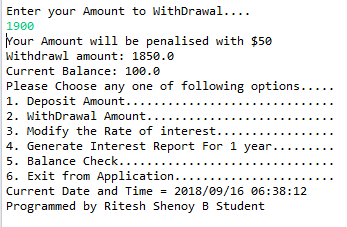 Enter your Amount to WithDrawal....
1900
Your Amount will be penalised with $50
Withdrawl amount: 1850.0
Current Balance: 100.0
Please Choose any one of following options.....
1. Deposit Amount...............................
2. WithDrawal Amount............................
3. Modify the Rate of interest..................
4. Generate Interest Report For 1 year.........
5. Balance Check................................
6. Exit from Application........................
Current Date and Time = 2018/09/16 06:38:12
Programmed by Ritesh Shenoy B Student